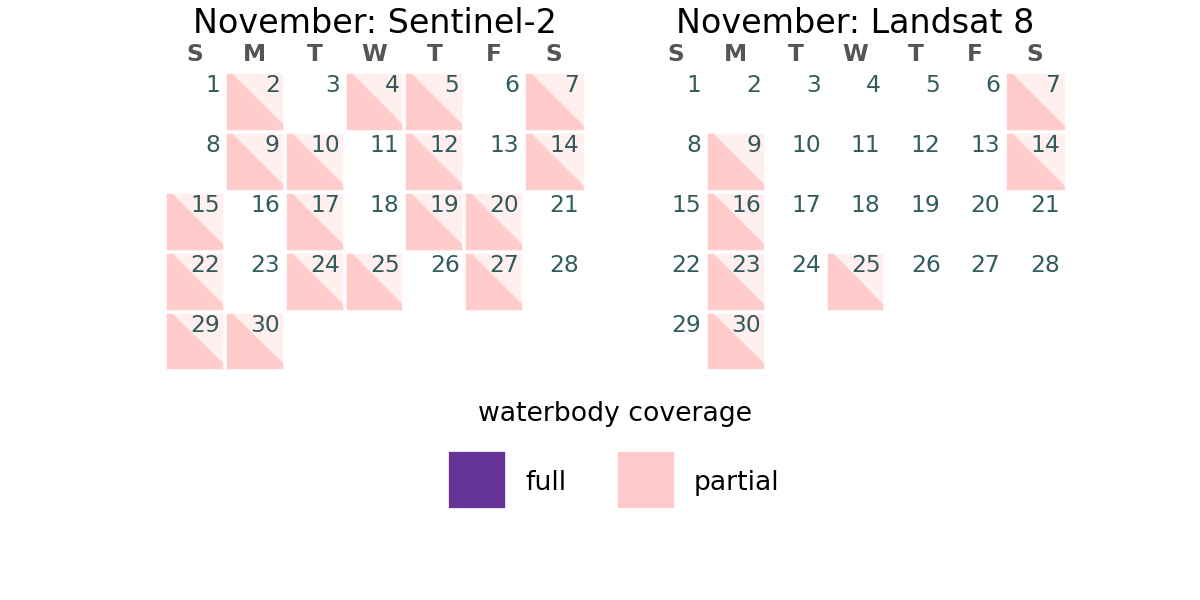 November: Sentinel-2
S M T W T F S
1 2 3 4 5 6 7
8 9 10 11 12 13 14
15 16 17 18 19 20 21
22 23 24 25 26 27 28
29 30
November: Landsat 8
S M T W T F S
1 2 3 4 5 6 7
8 9 10 11 12 13 14
15 16 17 18 19 20 21
22 23 24 25 26 27 28
29 30
waterbody coverage
full partial